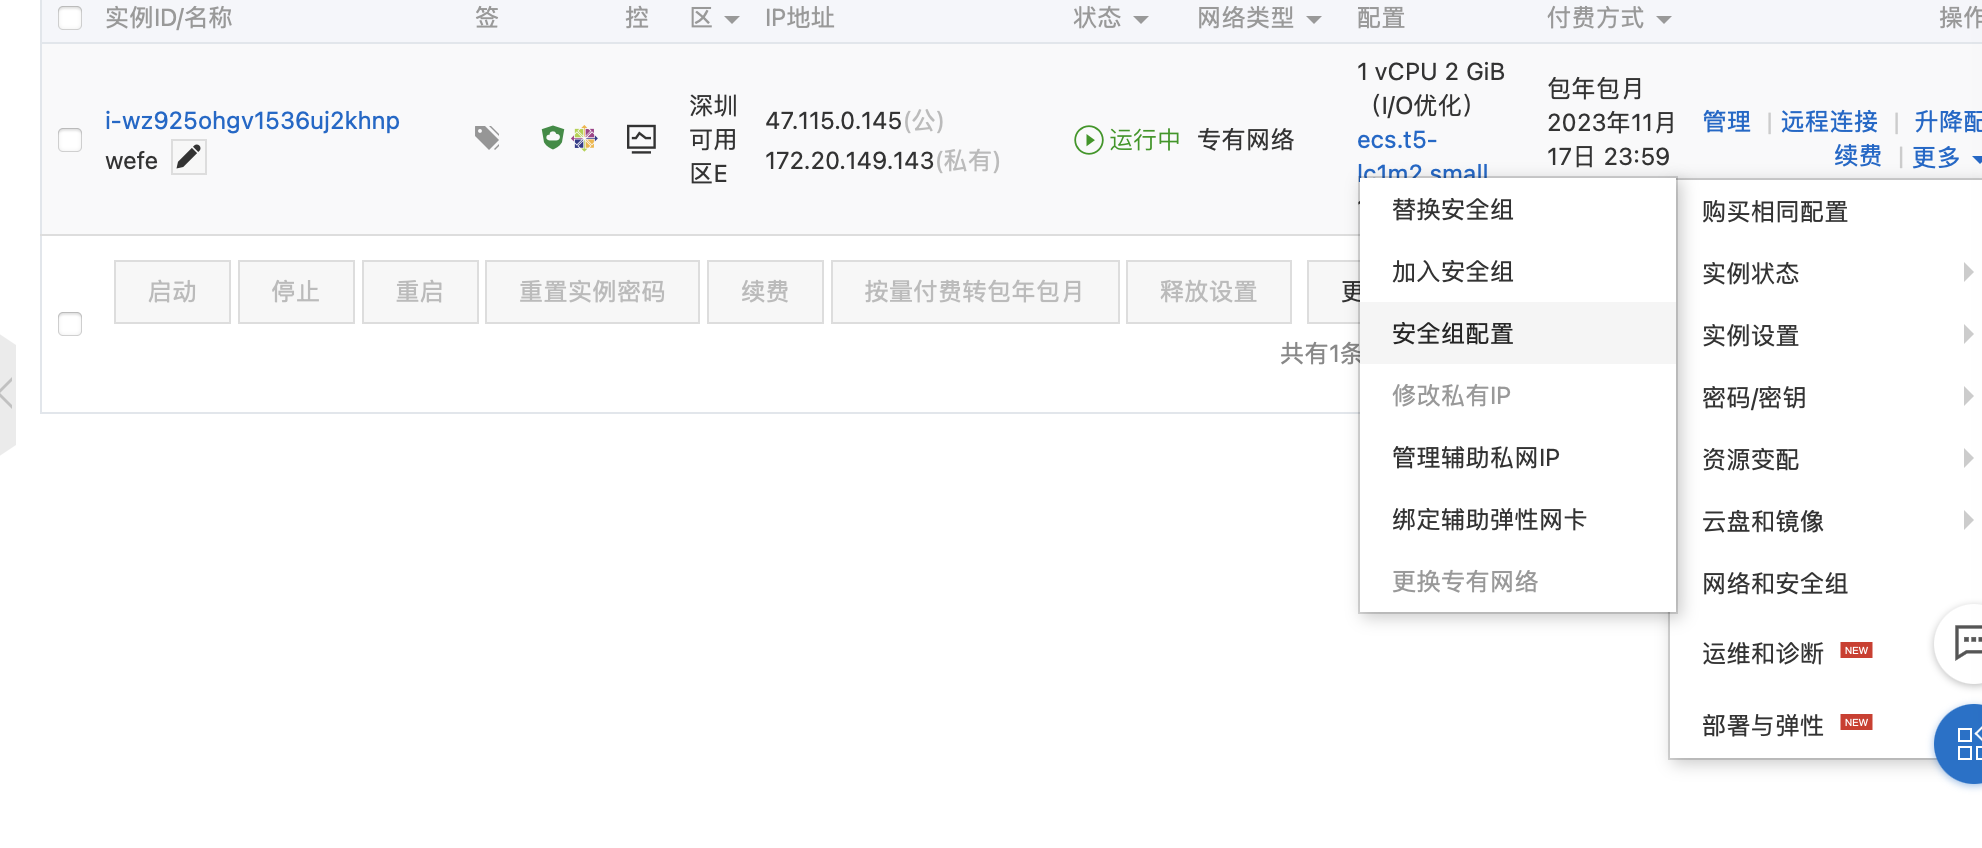 实例ID/名称 签 控 区 IP地址 状态 网络类型 配置 付费方式 操作
i-wz925ohgv1536uj2khnp
wefe
深圳
可用
区E
47.115.0.145(公)
172.20.149.143(私有)
运行中
专有网络
1 vCPU 2 GiB
（I/O优化）
ecs.t5-
lc1m2.small
包年包月
2023年11月
17日 23:59
管理 | 远程连接 | 升降配
续费 | 更多
启动 停止 重启 重置实例密码 续费 按量付费转包年包月 释放设置 更
共有1条
替换安全组
加入安全组
安全组配置
修改私有IP
管理辅助私网IP
绑定辅助弹性网卡
更换专有网络
购买相同配置
实例状态
实例设置
密码/密钥
资源变配
云盘和镜像
网络和安全组
运维和诊断 NEW
部署与弹性 NEW